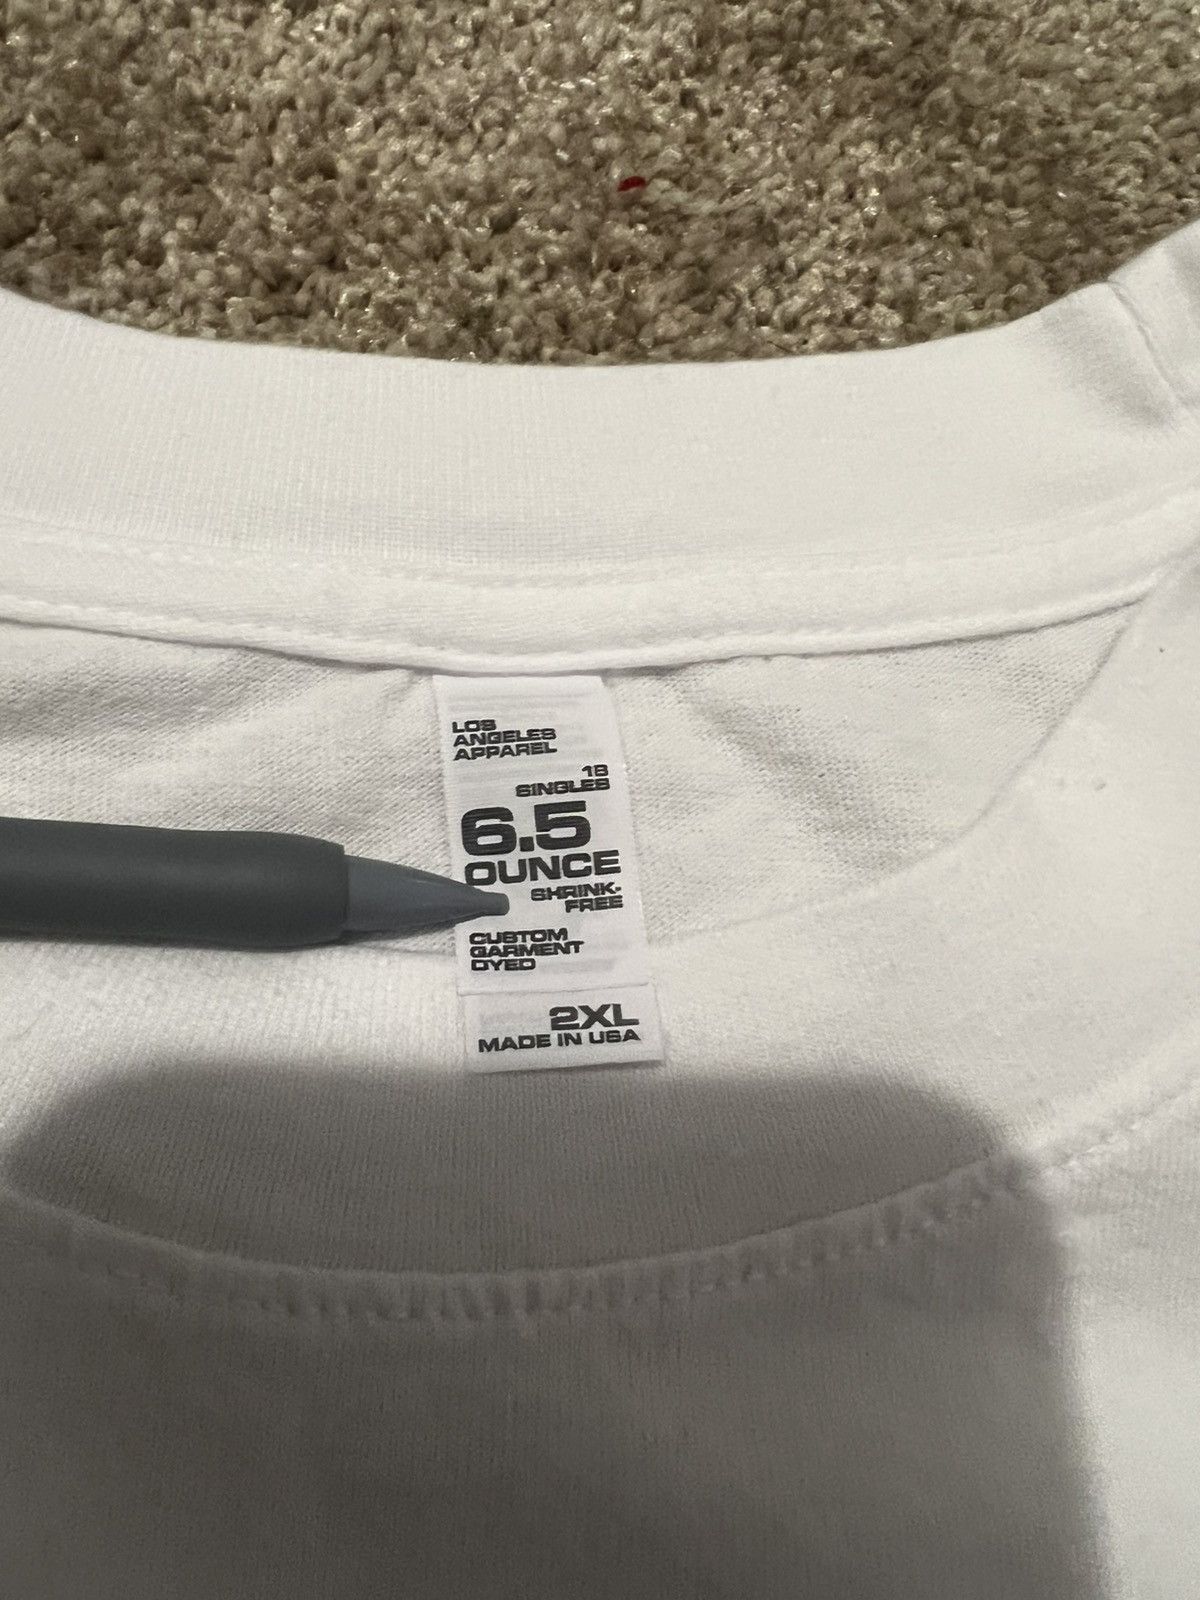 LOS
ANGELES
APPAREL
18
SINGLES
6.5
OUNCE
SHRINK-
FREE
CUSTOM
GARMENT
DYED
2XL
MADE IN USA